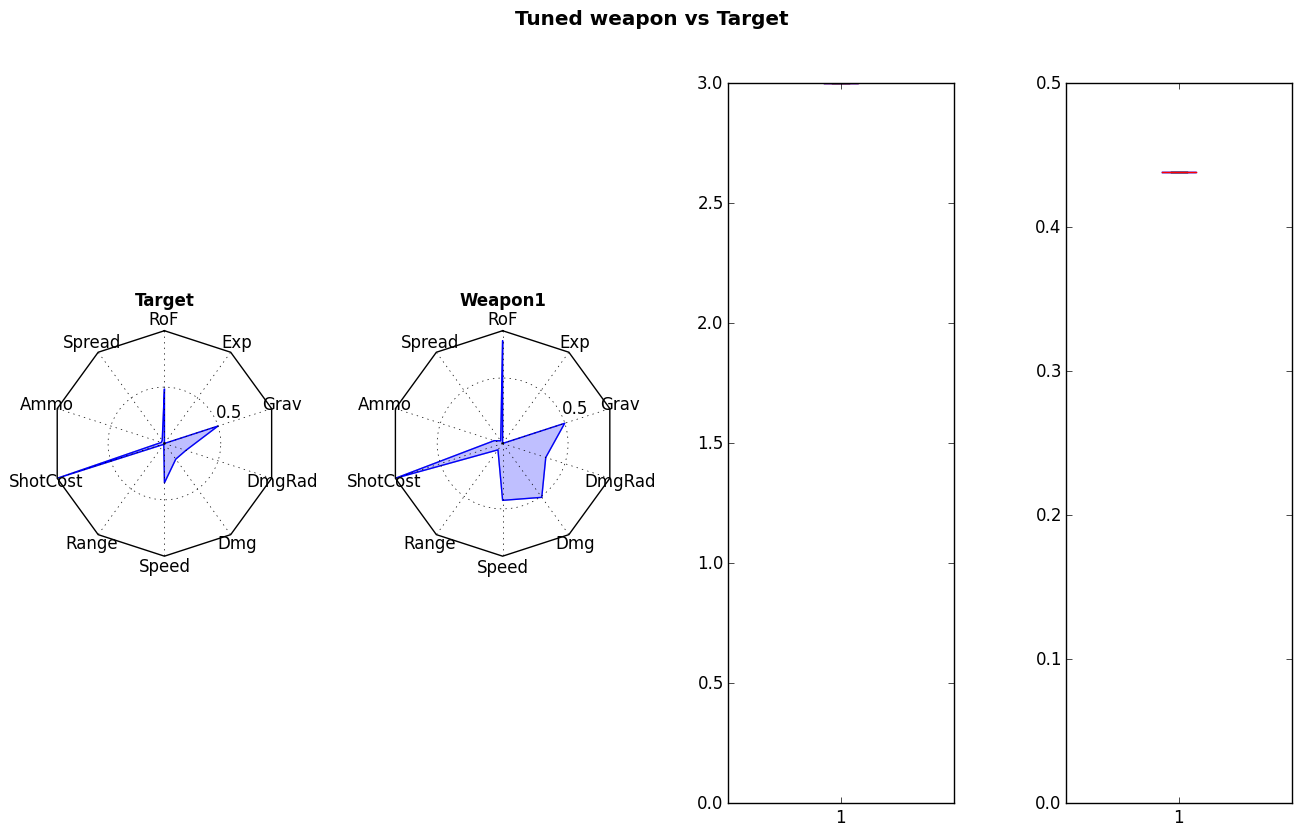 Tuned weapon vs Target
Target
RoF
Spread
Exp
Ammo
0.5
Grav
ShotCost
DmgRad
Range
Dmg
Speed
Weapon1
RoF
Spread
Exp
Ammo
0.5
Grav
ShotCost
DmgRad
Range
Dmg
Speed
3.0
2.5
2.0
1.5
1.0
0.5
0.0
1
0.5
0.4
0.3
0.2
0.1
0.0
1